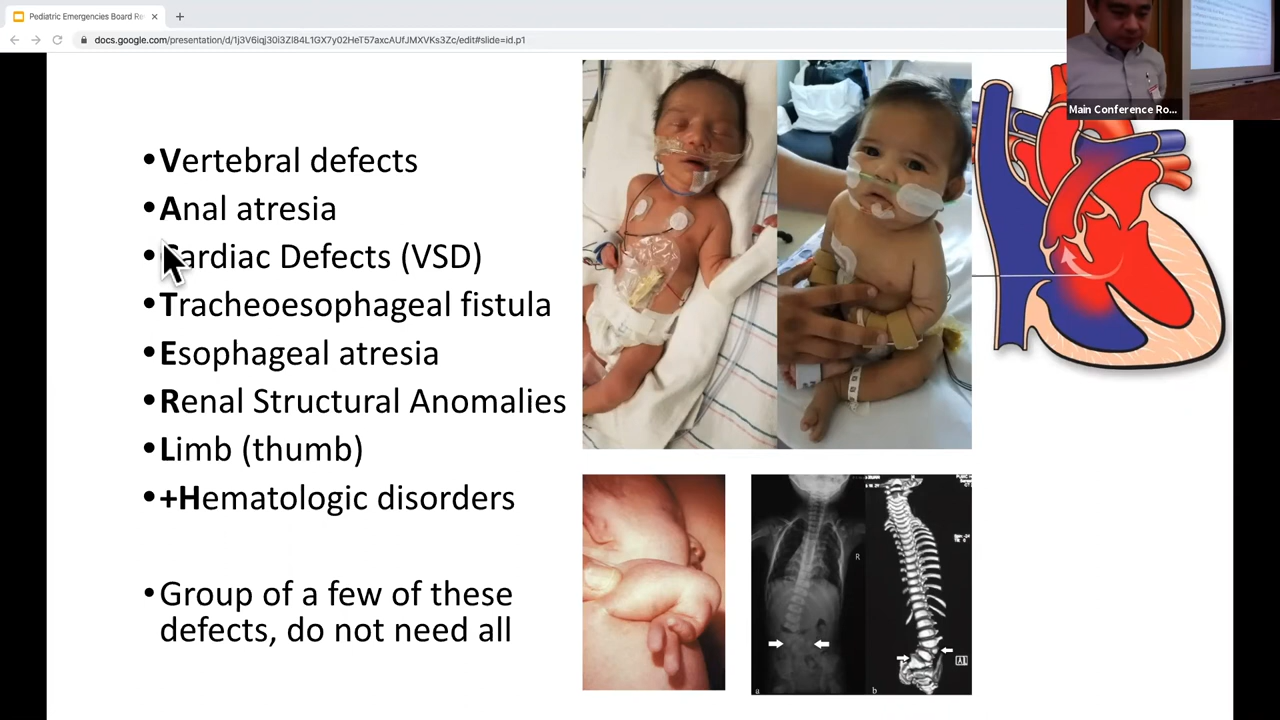 Pediatric Emergencies Board Re
docs.google.com/presentation/d/1j3V6iqj30i3ZI84L1GX7y02HeT57axcAUfJMXVKs3Zc/edit#slide=id.p1
Main Conference Ro...
•Vertebral defects
•Anal atresia
•Cardiac Defects (VSD)
•Tracheoesophageal fistula
•Esophageal atresia
•Renal Structural Anomalies
•Limb (thumb)
•+Hematologic disorders
•Group of a few of these
defects, do not need all
R
a
b